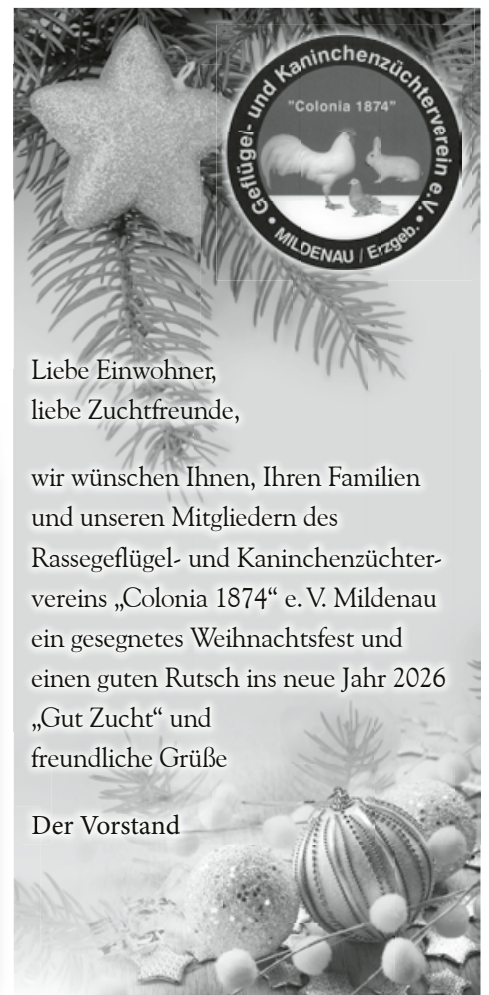 Geflügel- und Kaninchenzüchterverein e.V.
"Colonia 1874"
• MILDENAU / Erzgeb. •
Liebe Einwohner,
liebe Zuchtfreunde,
wir wünschen Ihnen, Ihren Familien
und unseren Mitgliedern des
Rassegeflügel- und Kaninchenzüchter-
vereins „Colonia 1874“ e. V. Mildenau
ein gesegnetes Weihnachtsfest und
einen guten Rutsch ins neue Jahr 2026
„Gut Zucht“ und
freundliche Grüße
Der Vorstand